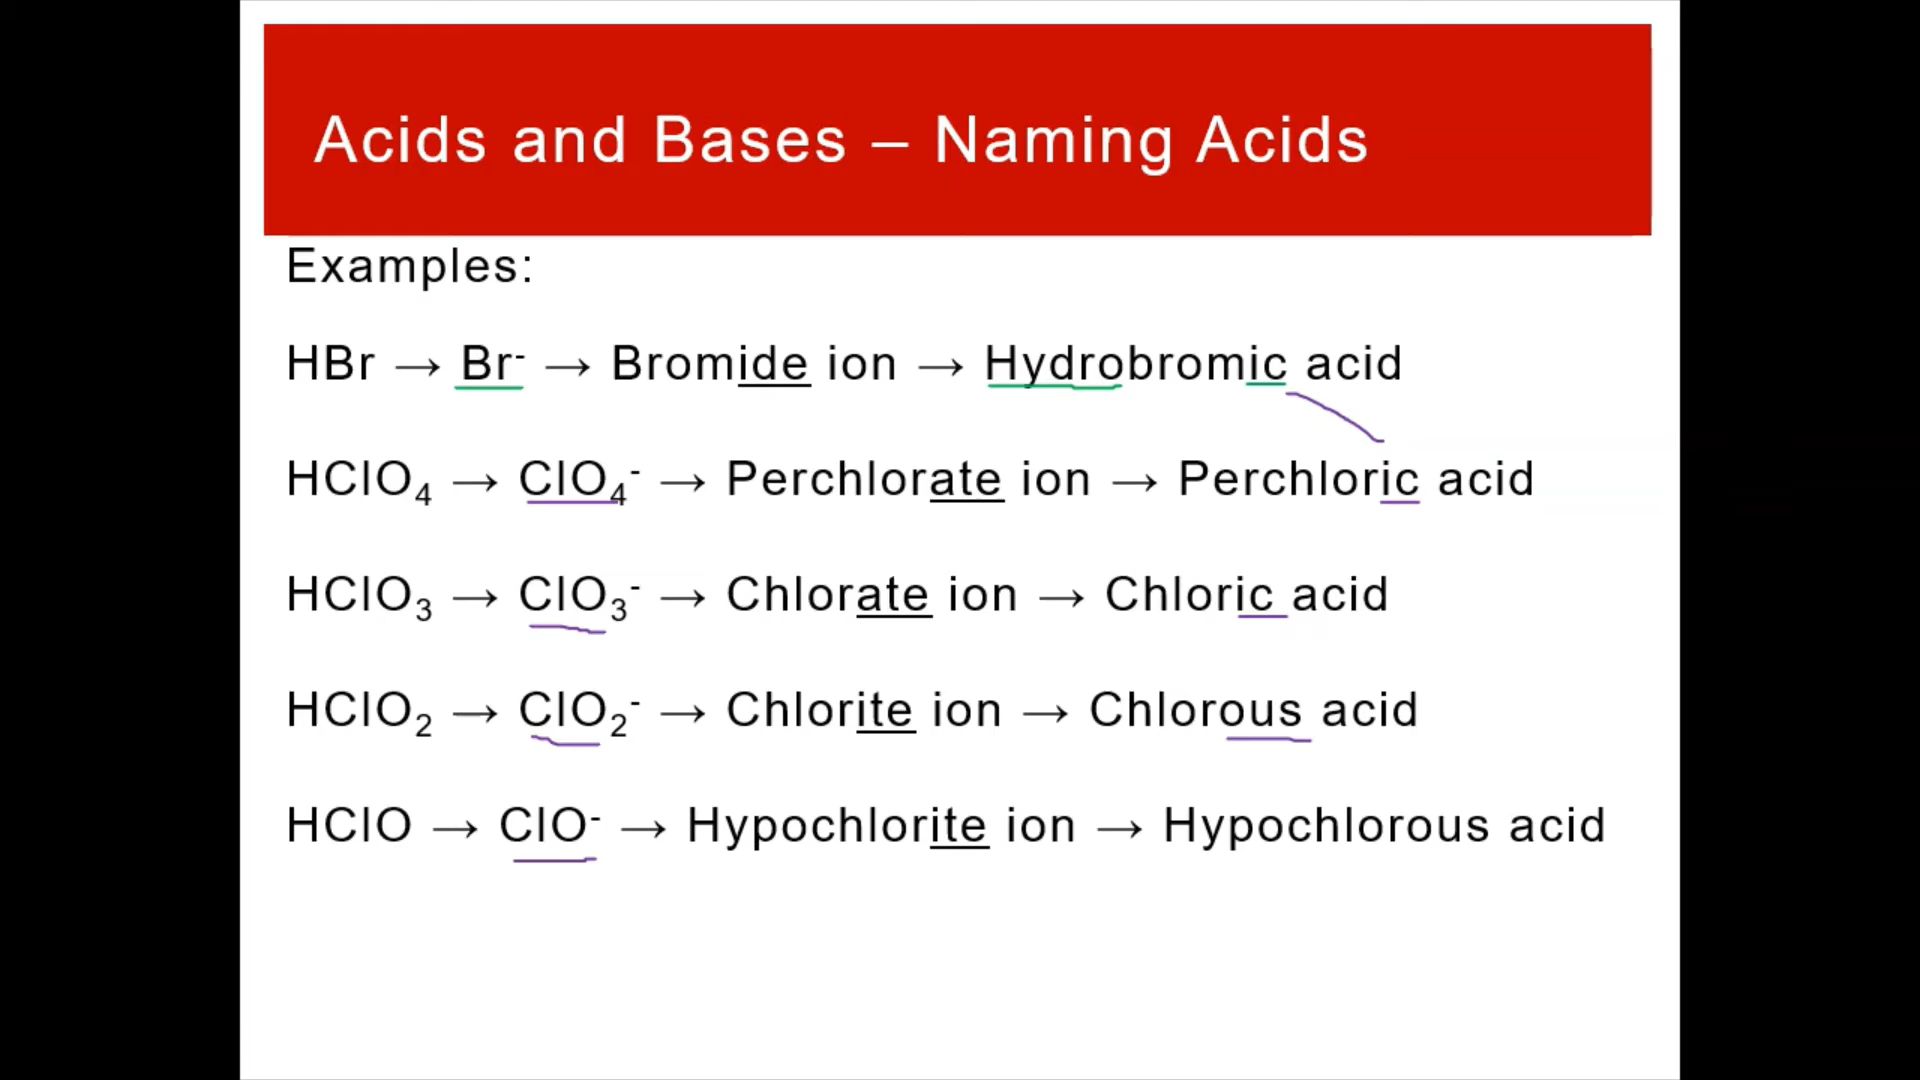 Acids and Bases – Naming Acids
Examples:
HBr → Br⁻ → Bromide ion → Hydrobromic acid
HClO₄ → ClO₄⁻ → Perchlorate ion → Perchloric acid
HClO₃ → ClO₃⁻ → Chlorate ion → Chloric acid
HClO₂ → ClO₂⁻ → Chlorite ion → Chlorous acid
HClO → ClO⁻ → Hypochlorite ion → Hypochlorous acid